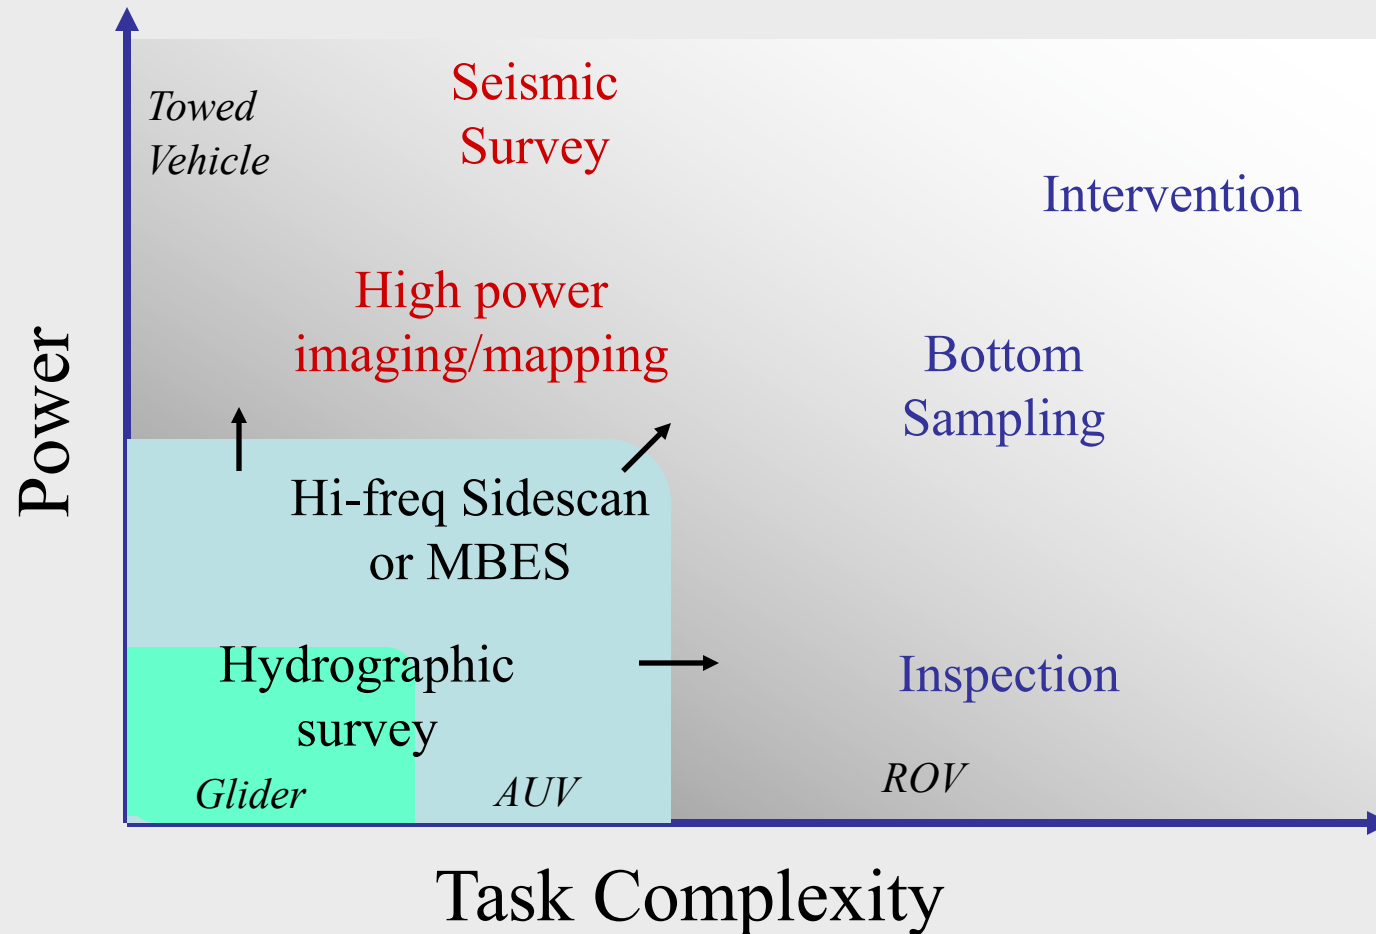 Towed
Vehicle
Seismic
Survey
Intervention
High power
imaging/mapping
Bottom
Sampling
Power
Hi-freq Sidescan
or MBES
Hydrographic
survey
Inspection
Glider
AUV
ROV
Task Complexity